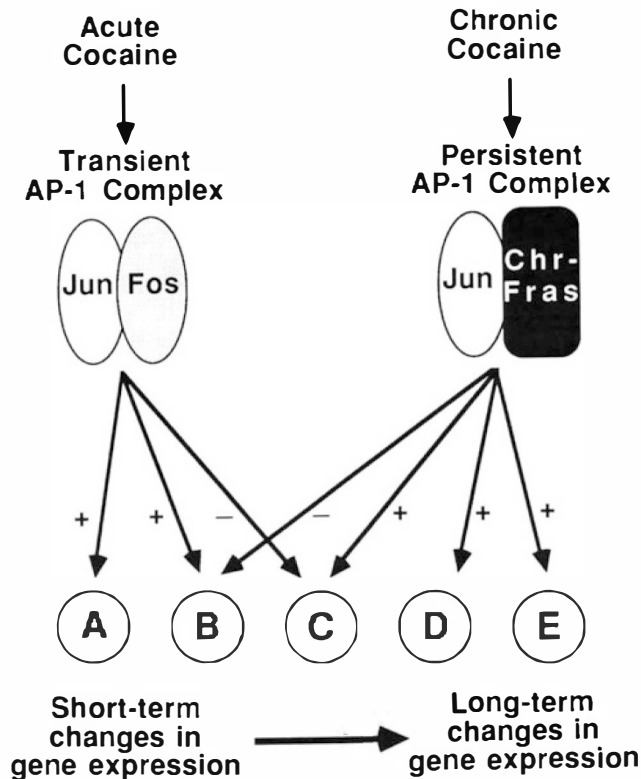 Acute
Cocaine
Chronic
Cocaine
Transient
AP-1 Complex
Persistent
AP-1 Complex
Jun Fos
Jun Chr-
Fras
+ + – – + + +
A B C D E
Short-term
changes in
gene expression
Long-term
changes in
gene expression